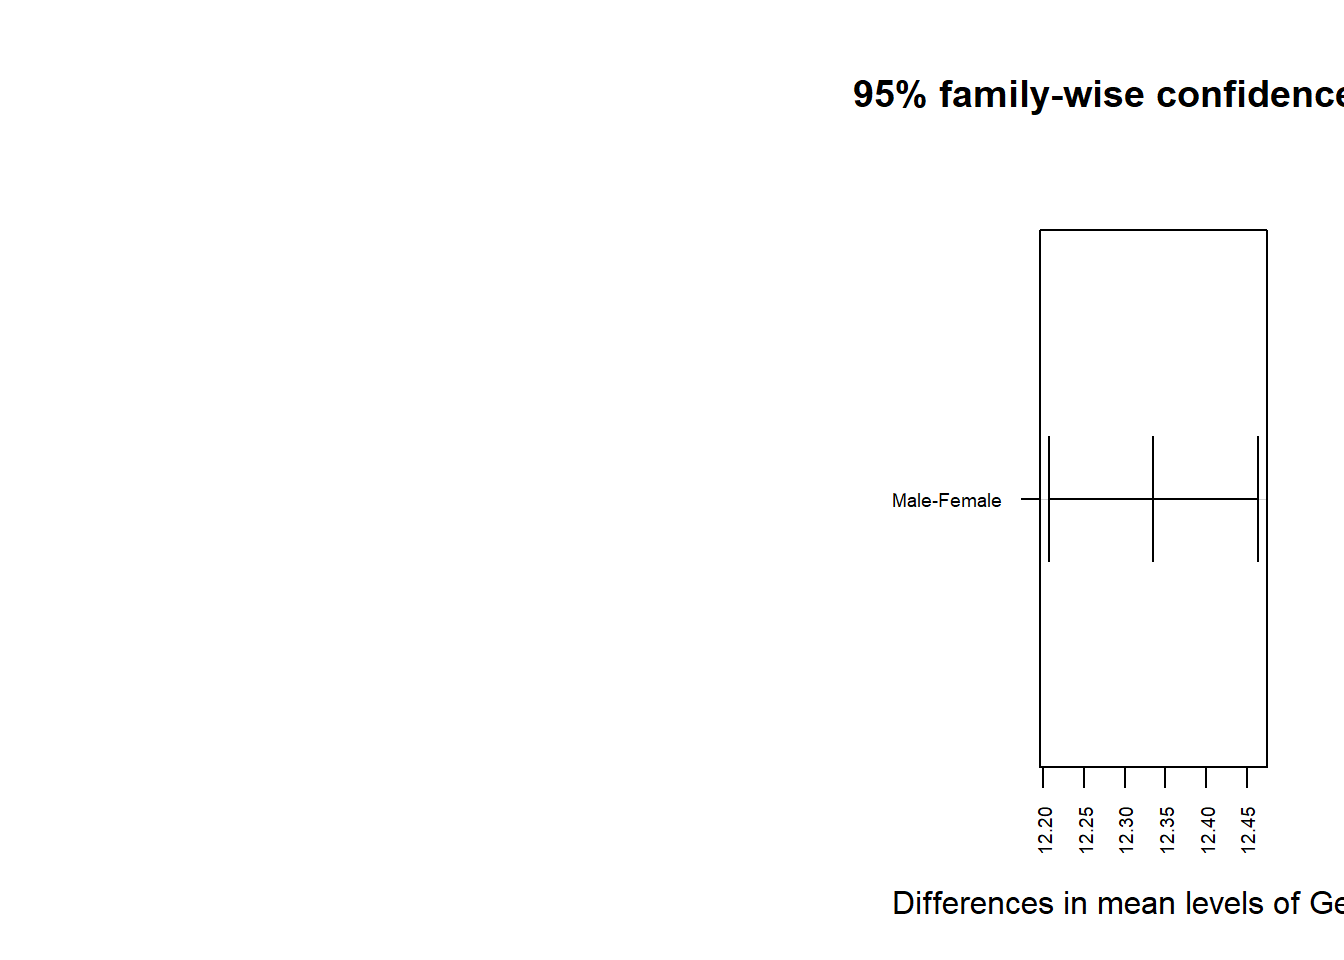 95% family-wise confidence
Male-Female
12.20
12.25
12.30
12.35
12.40
12.45
Differences in mean levels of Ge